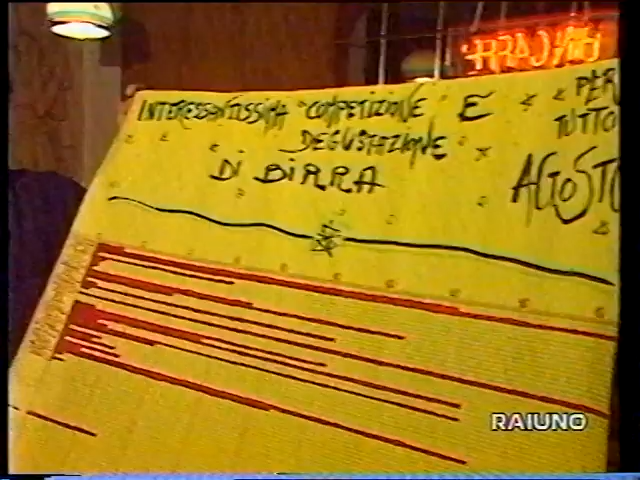 INTERESSANTISSIMA "COMPETIZIONE" E
DEGUSTAZIONE
DI BIRRA
PER
TUTTO
AGOSTO
RAIUNO